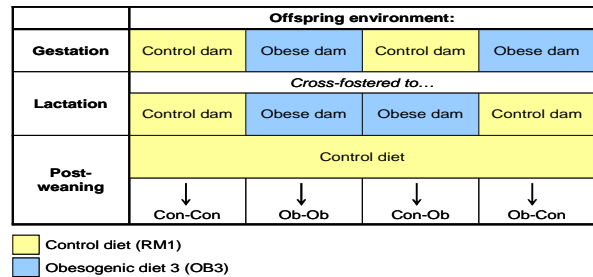 Offspring environment:
Gestation Control dam Obese dam Control dam Obese dam
Lactation
Cross-fostered to…
Control dam Obese dam Obese dam Control dam
Post-
weaning
Control diet
↓ ↓ ↓ ↓
Con-Con Ob-Ob Con-Ob Ob-Con
Control diet (RM1)
Obesogenic diet 3 (OB3)